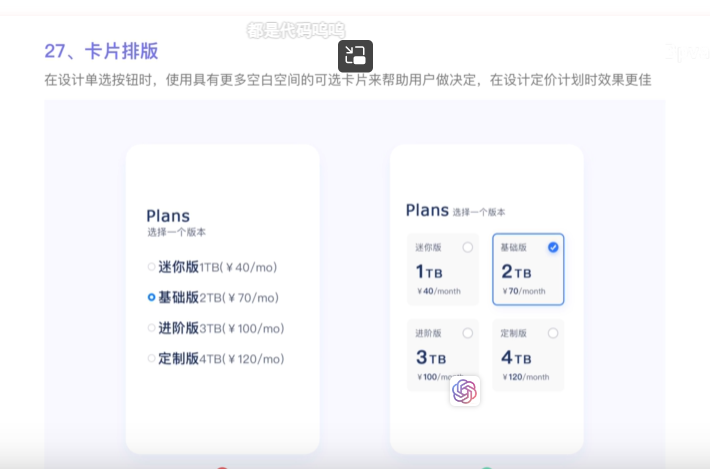 都是代码呜呜
27、卡片排版
在设计单选按钮时，使用具有更多空白空间的可选卡片来帮助用户做决定，在设计定价计划时效果更佳
Plans
选择一个版本
迷你版1TB(￥40/mo)
基础版2TB(￥70/mo)
进阶版3TB(￥100/mo)
定制版4TB(￥120/mo)
Plans 选择一个版本
迷你版
1TB
￥40/month
基础版
2TB
￥70/month
进阶版
3TB
￥100/mo
定制版
4TB
￥120/month